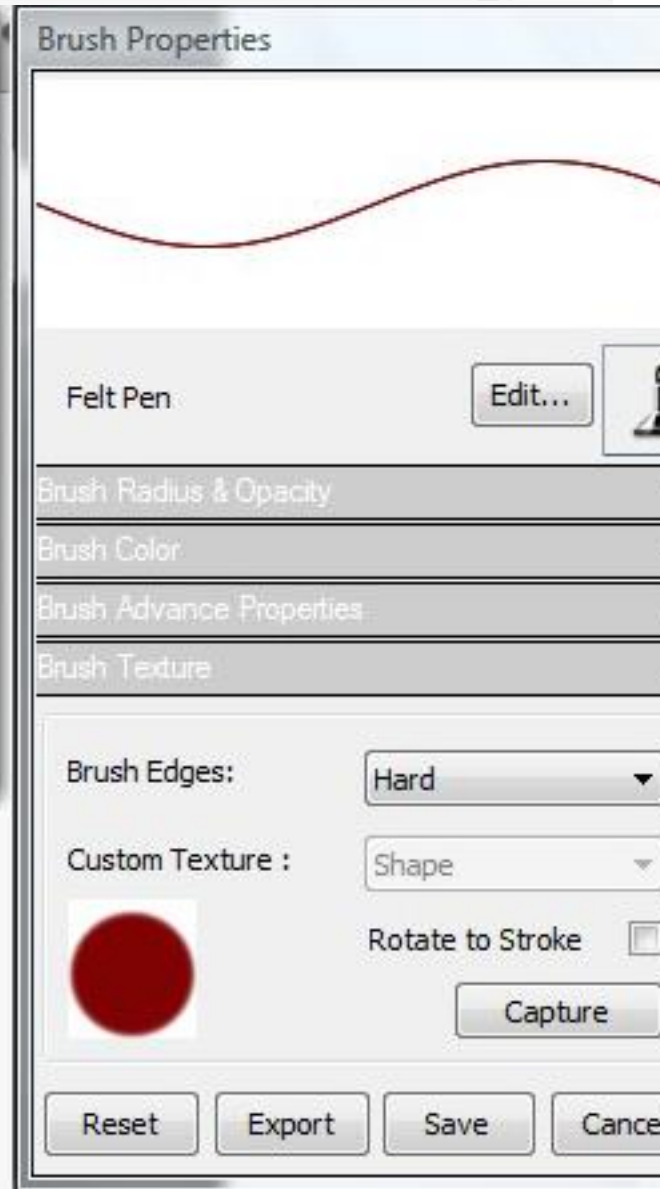 Brush Properties
Felt Pen
Edit...
Brush Radius & Opacity
Brush Color
Brush Advance Properties
Brush Texture
Brush Edges:
Hard
Custom Texture :
Shape
Rotate to Stroke
Capture
Reset
Export
Save
Cance